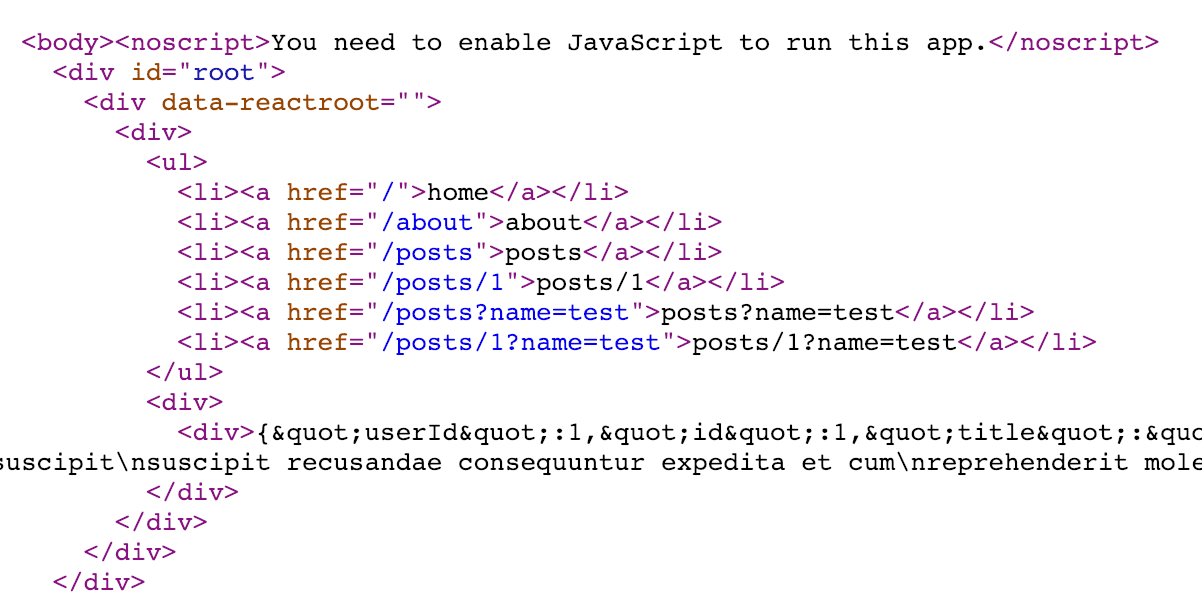 <body><noscript>You need to enable JavaScript to run this app.</noscript>
<div id="root">
<div data-reactroot="">
<div>
<ul>
<li><a href="/">home</a></li>
<li><a href="/about">about</a></li>
<li><a href="/posts">posts</a></li>
<li><a href="/posts/1">posts/1</a></li>
<li><a href="/posts?name=test">posts?name=test</a></li>
<li><a href="/posts/1?name=test">posts/1?name=test</a></li>
</ul>
<div>
<div>{&quot;userId&quot;:1,&quot;id&quot;:1,&quot;title&quot;:&quo
suscipit\nsuscipit recusandae consequuntur expedita et cum\nreprehenderit mole
</div>
</div>
</div>
</div>